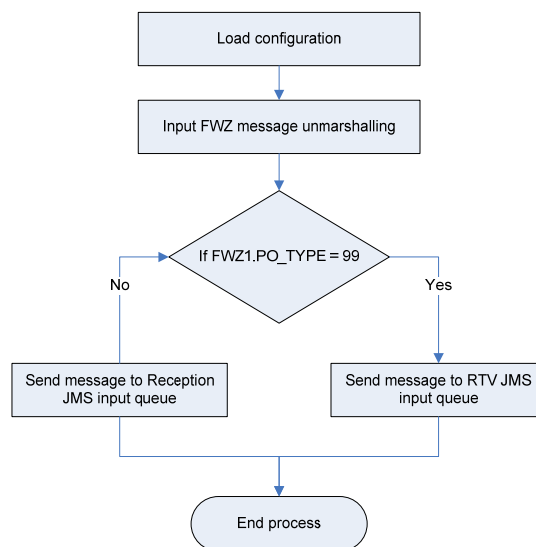 Load configuration
Input FWZ message unmarshalling
If FWZ1.PO_TYPE = 99
No
Yes
Send message to Reception
JMS input queue
Send message to RTV JMS
input queue
End process